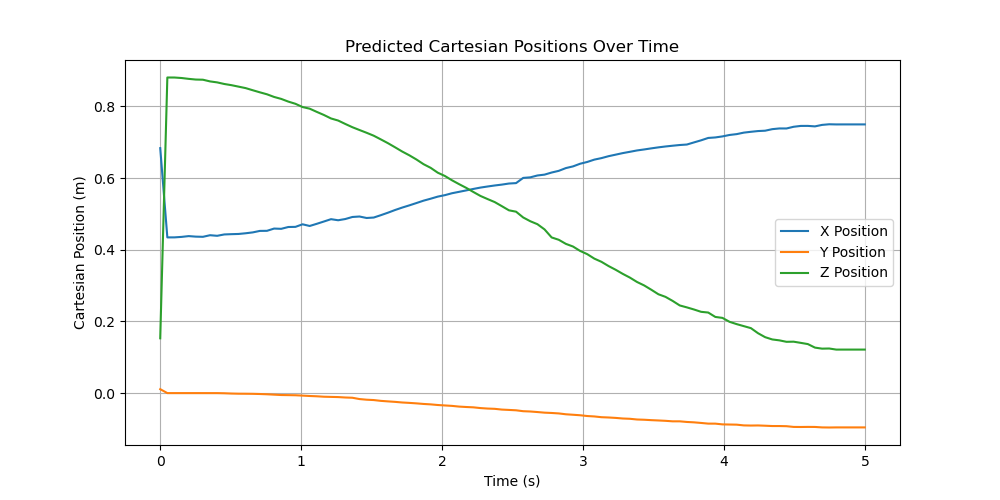 Predicted Cartesian Positions Over Time
Cartesian Position (m)
0.8
0.6
0.4
0.2
0.0
X Position
Y Position
Z Position
0 1 2 3 4 5
Time (s)